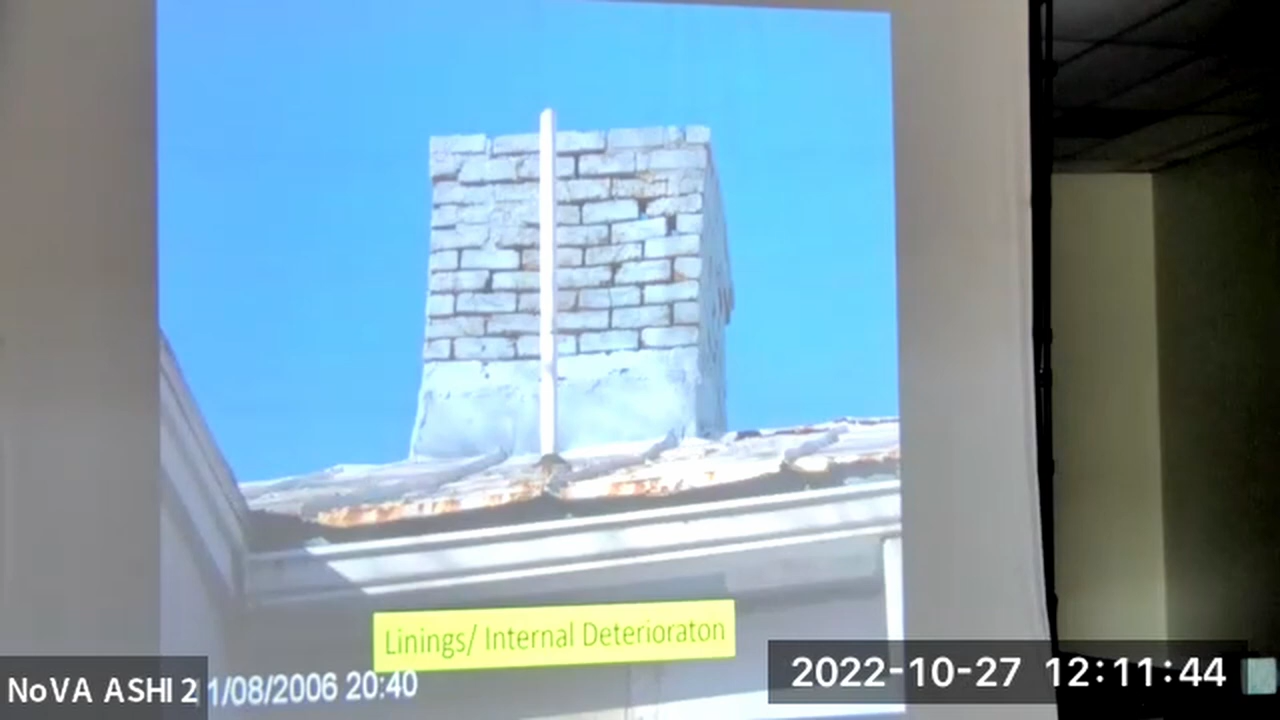 Linings/ Internal Deterioraton
NoVA ASHI 2
1/08/2006 20:40
2022-10-27 12:11:44